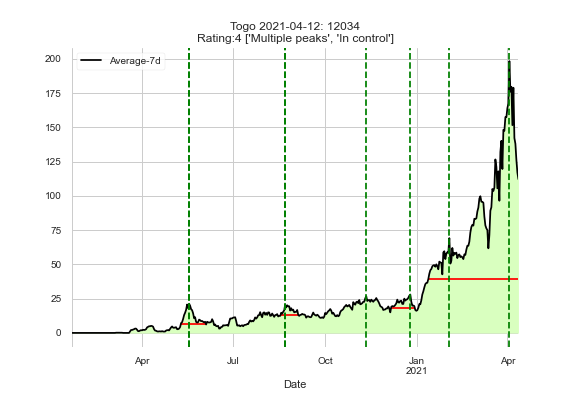 Togo 2021-04-12: 12034
Rating:4 ['Multiple peaks', 'In control']
Average-7d
200
175
150
125
100
75
50
25
0
Apr
Jul
Oct
Jan
2021
Apr
Date